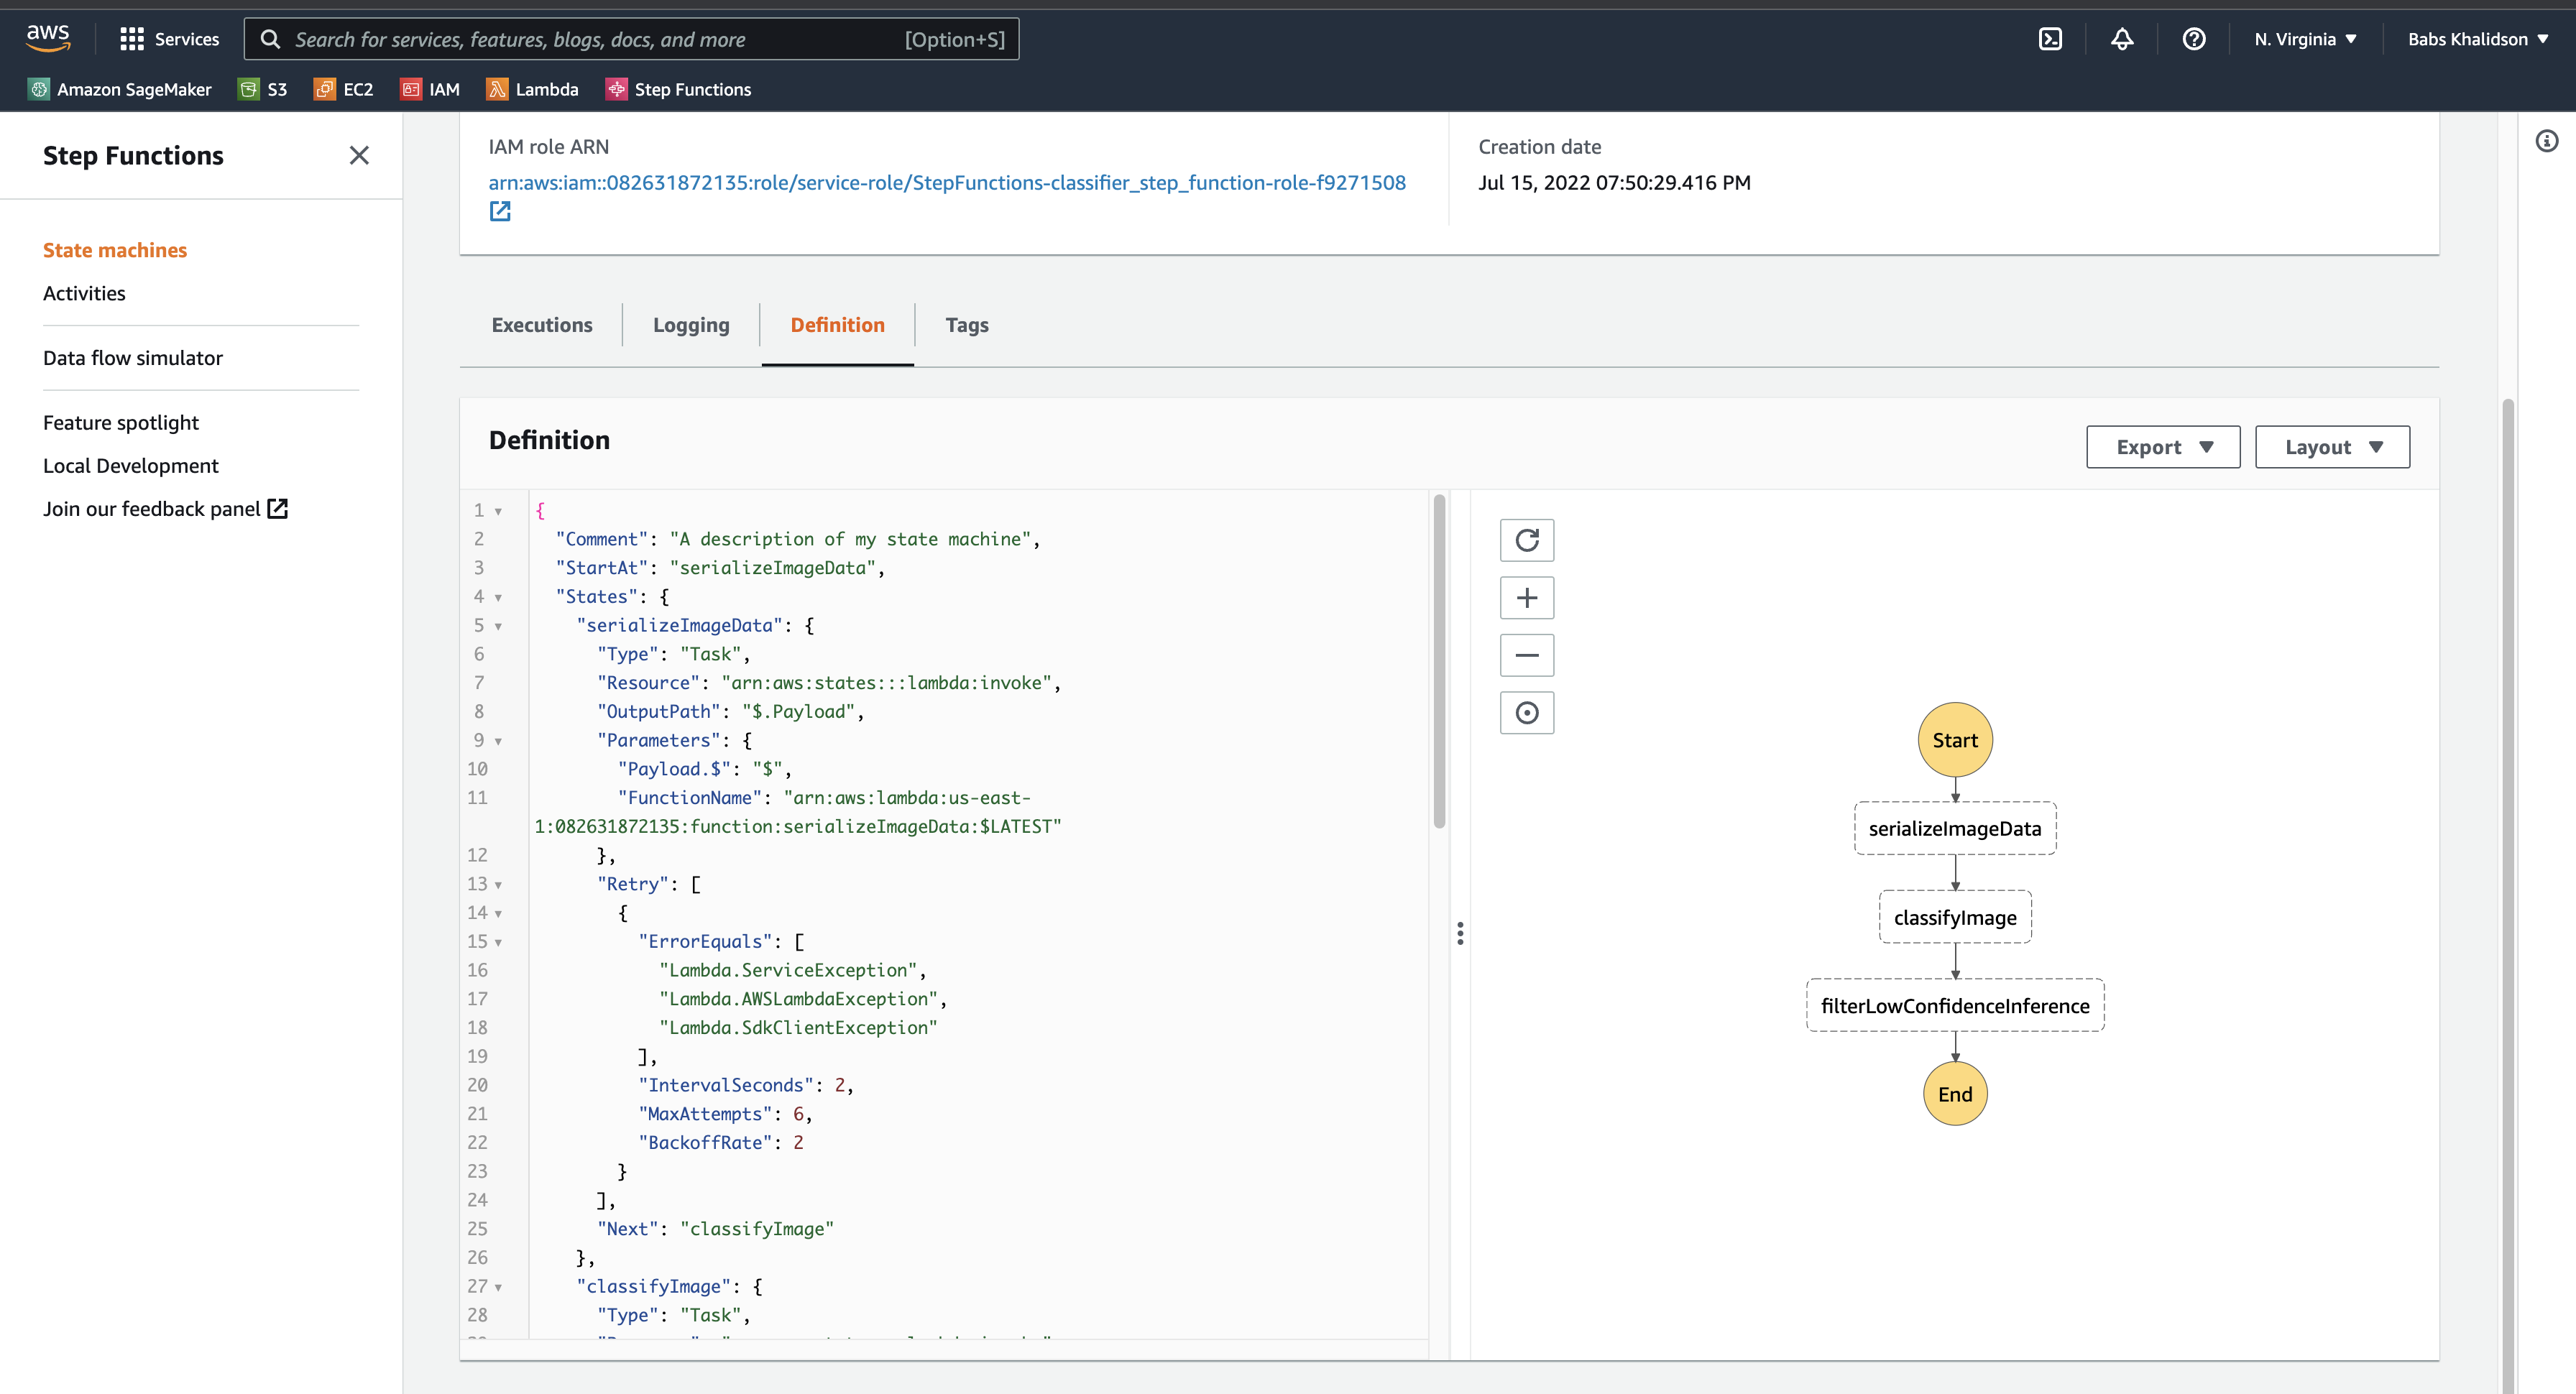 aws
Services
Search for services, features, blogs, docs, and more [Option+S]
N. Virginia ▼
Babs Khalidson ▼
Amazon SageMaker
S3
EC2
IAM
Lambda
Step Functions
Step Functions
State machines
Activities
Data flow simulator
Feature spotlight
Local Development
Join our feedback panel
IAM role ARN
arn:aws:iam::082631872135:role/service-role/StepFunctions-classifier_step_function-role-f9271508
Creation date
Jul 15, 2022 07:50:29.416 PM
Executions
Logging
Definition
Tags
Definition
Export ▼
Layout ▼
1 {
2 "Comment": "A description of my state machine",
3 "StartAt": "serializeImageData",
4 "States": {
5 "serializeImageData": {
6 "Type": "Task",
7 "Resource": "arn:aws:states:::lambda:invoke",
8 "OutputPath": "$.Payload",
9 "Parameters": {
10 "Payload.$": "$",
11 "FunctionName": "arn:aws:lambda:us-east-
1:082631872135:function:serializeImageData:$LATEST"
12 },
13 "Retry": [
14 {
15 "ErrorEquals": [
16 "Lambda.ServiceException",
17 "Lambda.AWSLambdaException",
18 "Lambda.SdkClientException"
19 ],
20 "IntervalSeconds": 2,
21 "MaxAttempts": 6,
22 "BackoffRate": 2
23 }
24 ],
25 "Next": "classifyImage"
26 },
27 "classifyImage": {
28 "Type": "Task",
Start
serializeImageData
classifyImage
filterLowConfidenceInference
End